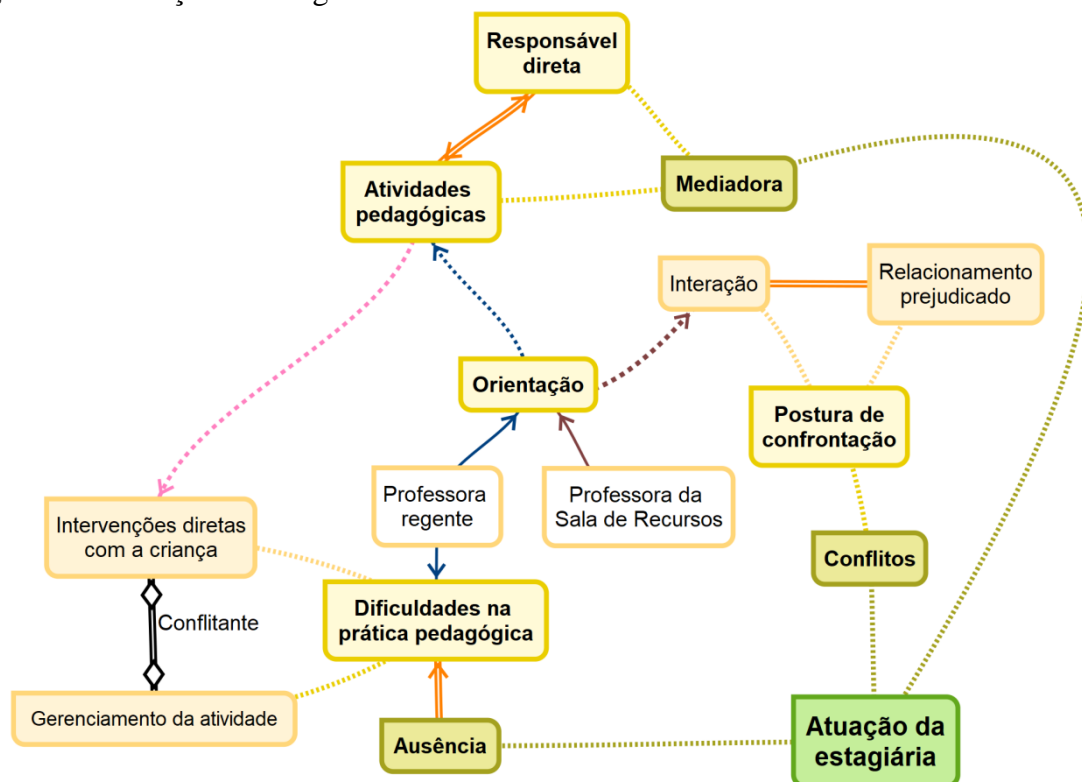 Responsável
direta
Atividades
pedagógicas
Mediadora
Interação
Relacionamento
prejudicado
Orientação
Postura de
confrontação
Professora
regente
Professora da
Sala de Recursos
Intervenções diretas
com a criança
Conflitos
Conflitante
Dificuldades na
prática pedagógica
Gerenciamento da atividade
Ausência
Atuação da
estagiária